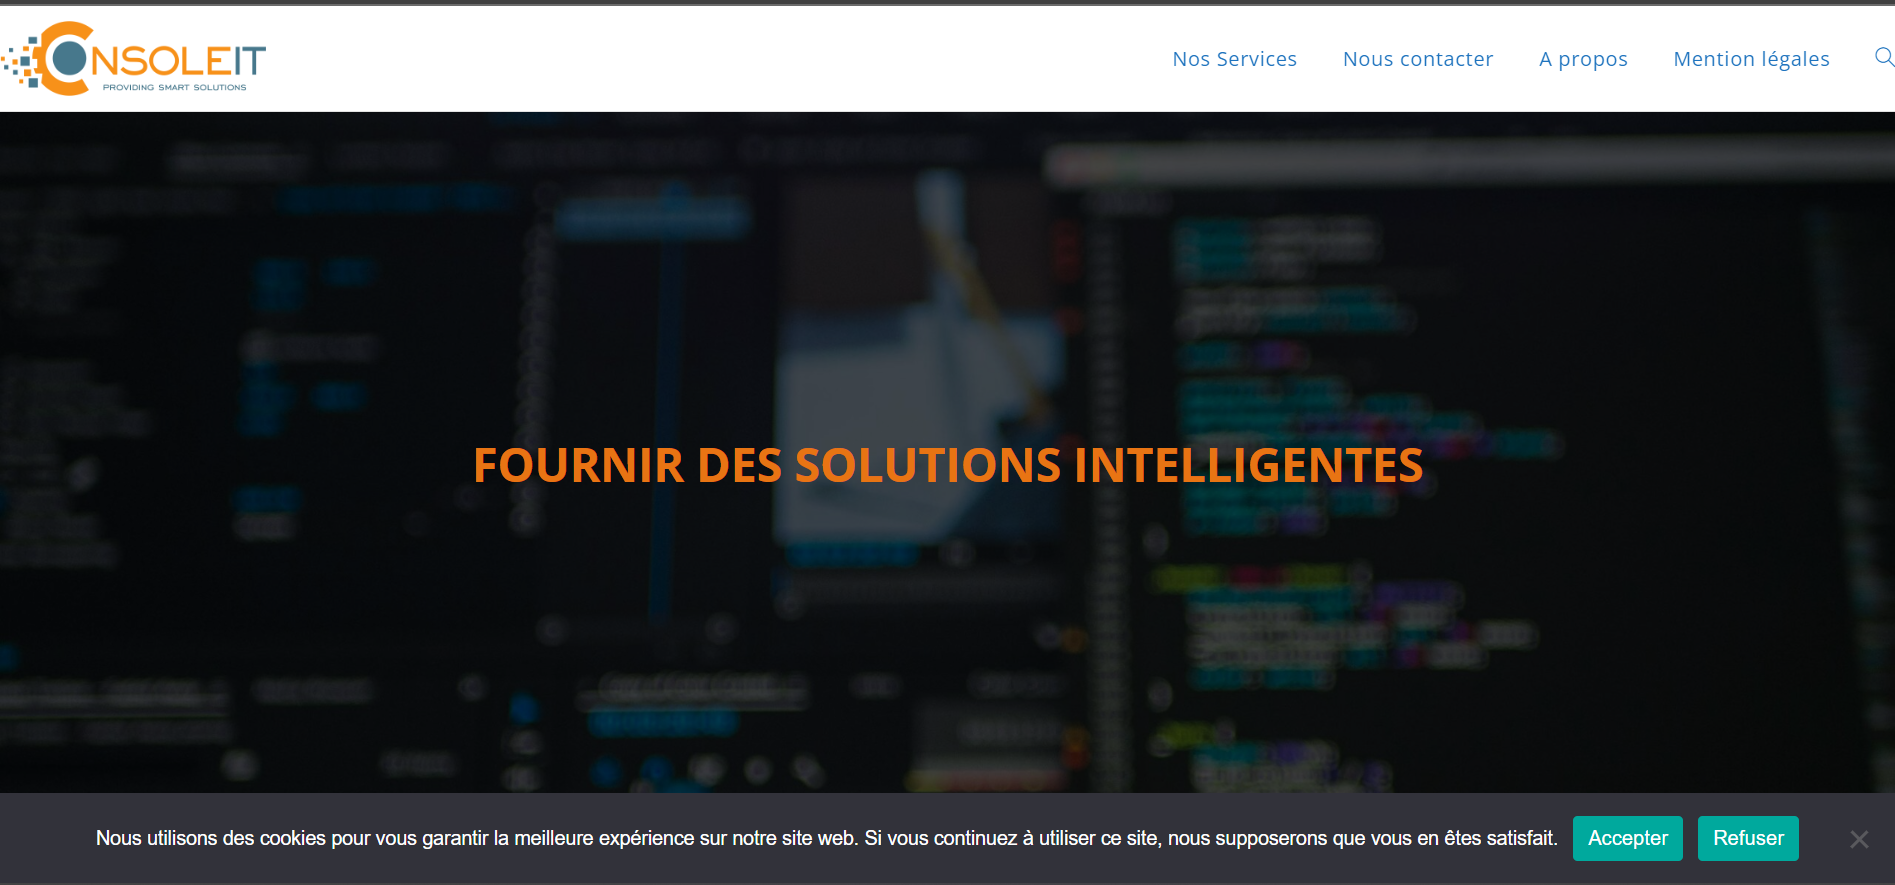 CONSOLEIT
PROVIDING SMART SOLUTIONS
Nos Services
Nous contacter
A propos
Mention légales
FOURNIR DES SOLUTIONS INTELLIGENTES
Nous utilisons des cookies pour vous garantir la meilleure expérience sur notre site web. Si vous continuez à utiliser ce site, nous supposerons que vous en êtes satisfait.
Accepter
Refuser